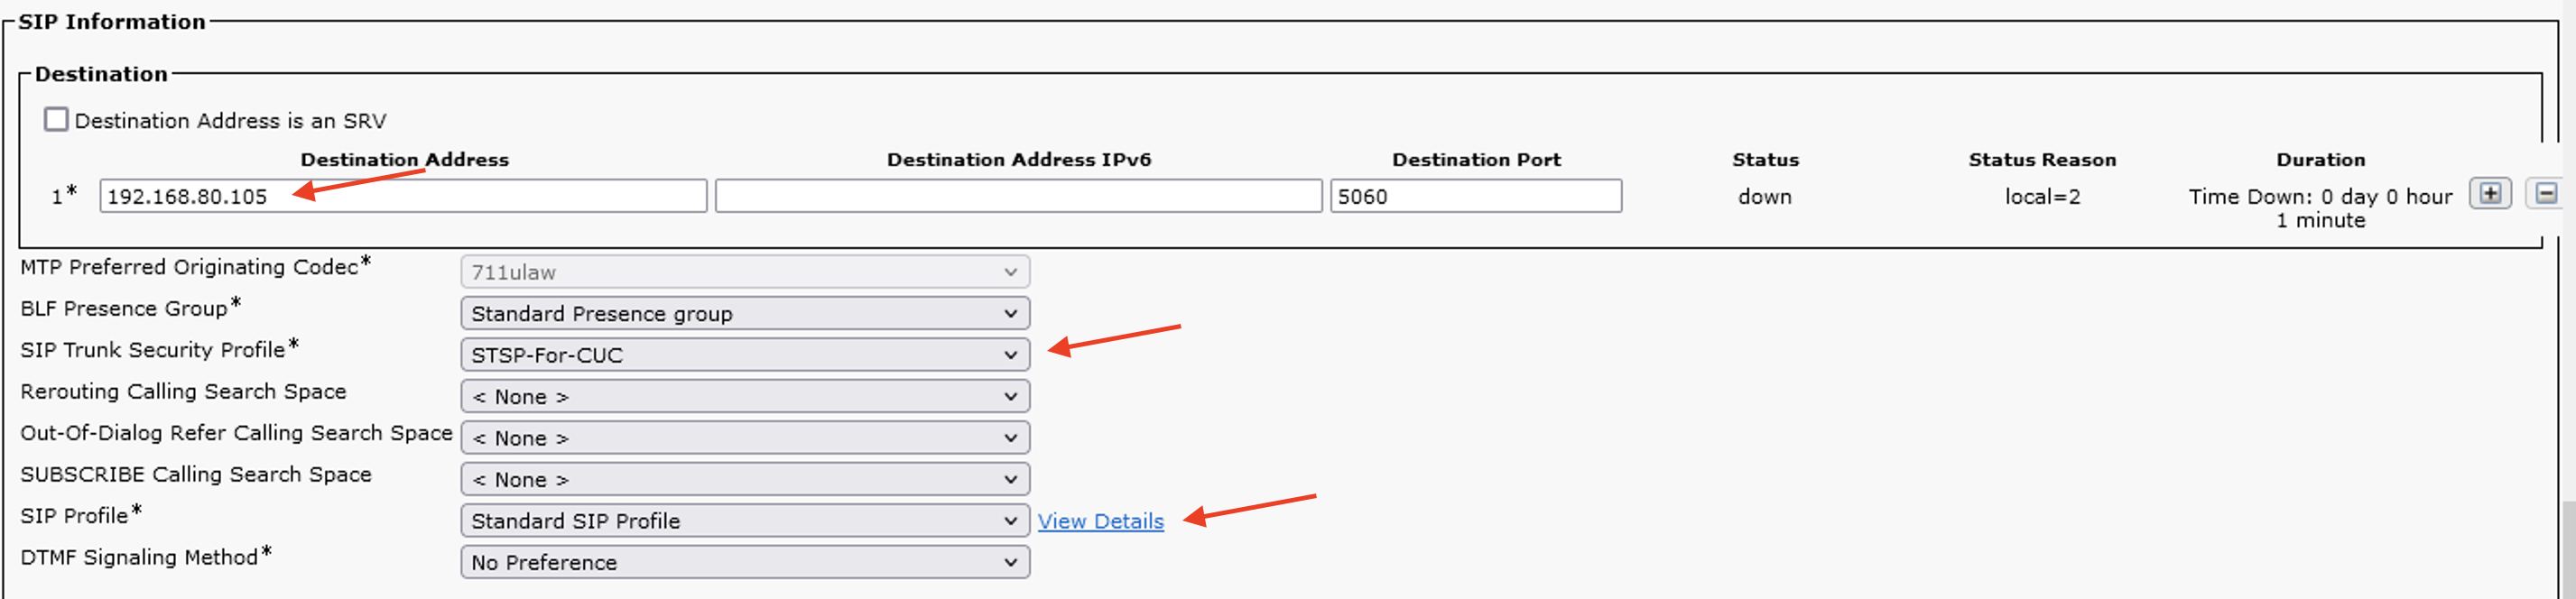 SIP Information
Destination
Destination Address is an SRV
Destination Address Destination Address IPv6 Destination Port Status Status Reason Duration
1* 192.168.80.105 5060 down local=2 Time Down: 0 day 0 hour
1 minute
MTP Preferred Originating Codec* 711ulaw
BLF Presence Group* Standard Presence group
SIP Trunk Security Profile* STSP-For-CUC
Rerouting Calling Search Space < None >
Out-Of-Dialog Refer Calling Search Space < None >
SUBSCRIBE Calling Search Space < None >
SIP Profile* Standard SIP Profile View Details
DTMF Signaling Method* No Preference